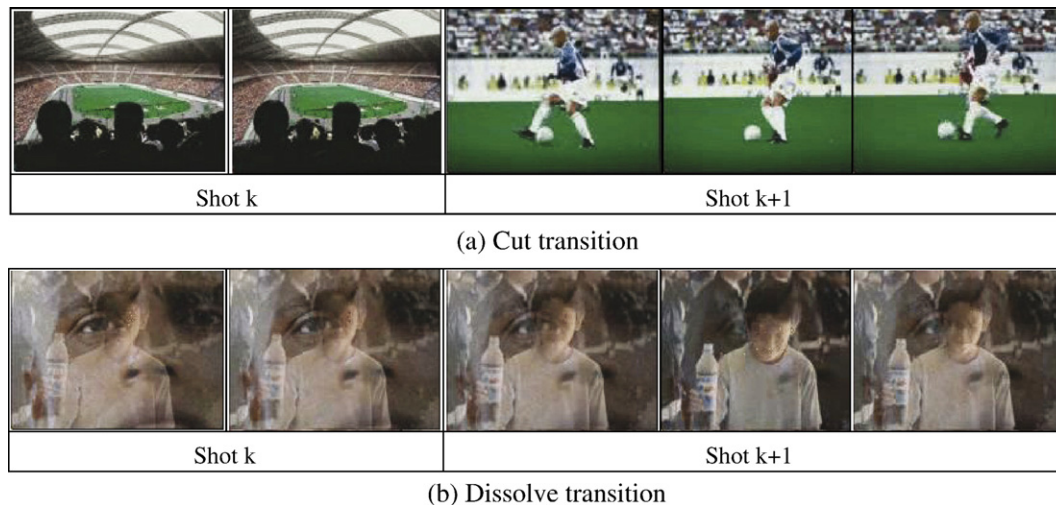 Shot k
Shot k+1
(a) Cut transition
Shot k
Shot k+1
(b) Dissolve transition